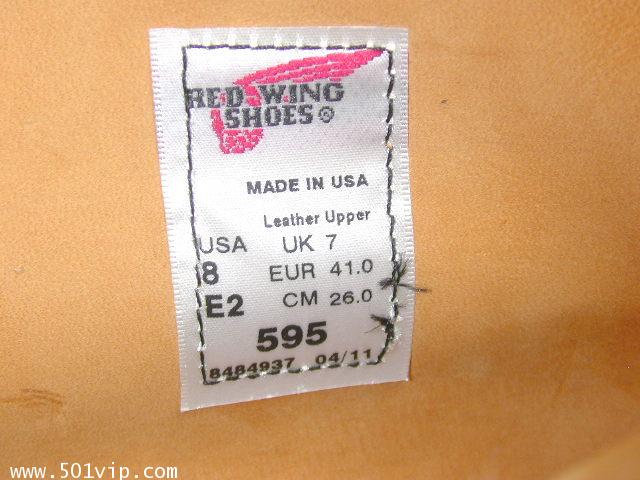 RED WING
SHOES®
MADE IN USA
Leather Upper
USA UK 7
8 EUR 41.0
E2 CM 26.0
595
8484937 04/11
www.501vip.com